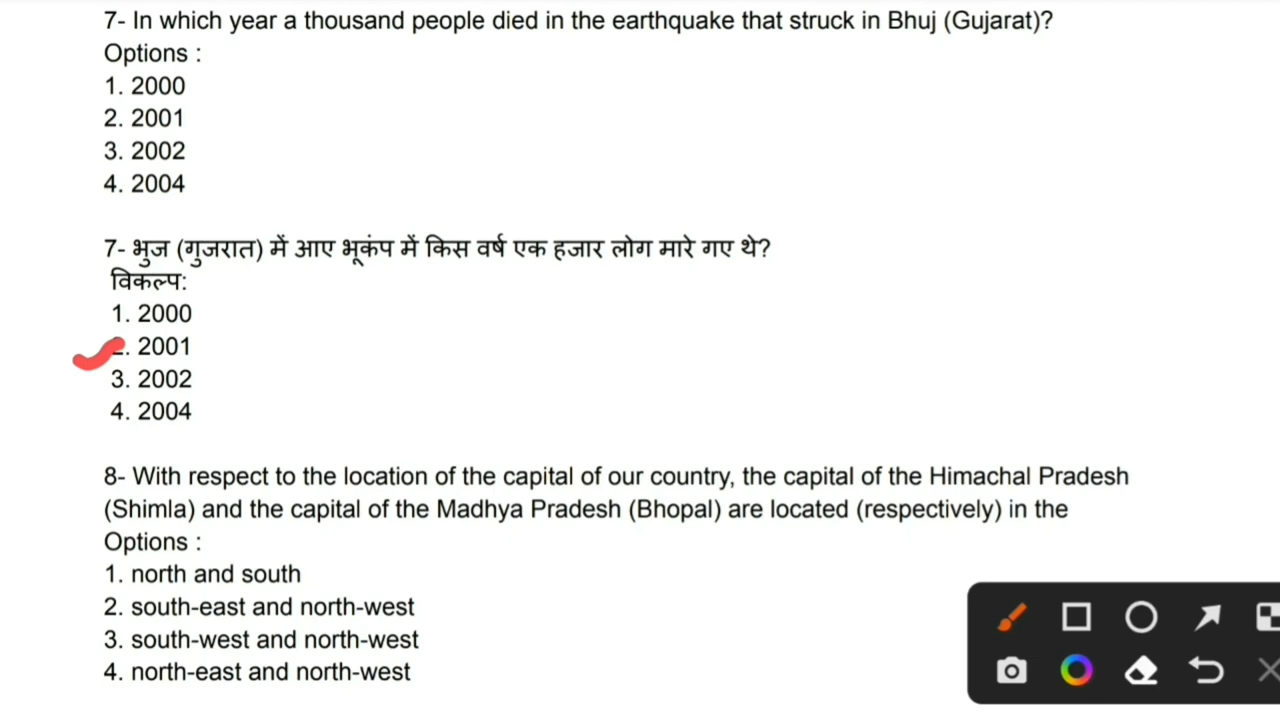 7- In which year a thousand people died in the earthquake that struck in Bhuj (Gujarat)?
Options :
1. 2000
2. 2001
3. 2002
4. 2004
7- भुज (गुजरात) में आए भूकंप में किस वर्ष एक हजार लोग मारे गए थे?
विकल्प:
1. 2000
2. 2001
3. 2002
4. 2004
8- With respect to the location of the capital of our country, the capital of the Himachal Pradesh
(Shimla) and the capital of the Madhya Pradesh (Bhopal) are located (respectively) in the
Options :
1. north and south
2. south-east and north-west
3. south-west and north-west
4. north-east and north-west